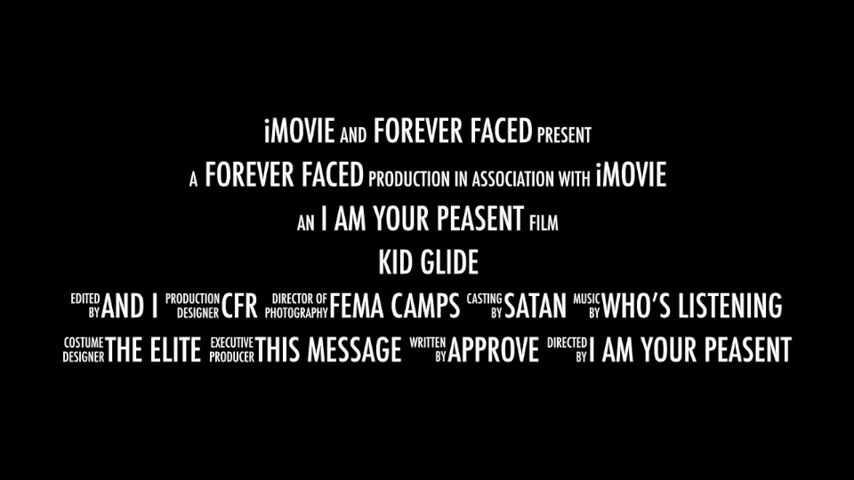 iMOVIE AND FOREVER FACED PRESENT
A FOREVER FACED PRODUCTION IN ASSOCIATION WITH iMOVIE
AN I AM YOUR PEASENT FILM
KID GLIDE
EDITED BY AND I PRODUCTION DESIGNER CFR DIRECTOR OF PHOTOGRAPHY FEMA CAMPS CASTING BY SATAN MUSIC BY WHO'S LISTENING
COSTUME DESIGNER THE ELITE EXECUTIVE PRODUCER THIS MESSAGE WRITTEN BY APPROVE DIRECTED BY I AM YOUR PEASENT